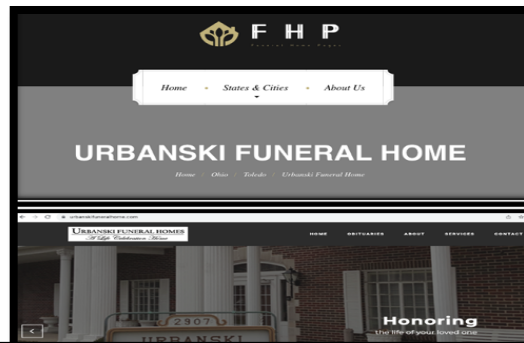 F H P
Funeral Home Pages
Home • States & Cities • About Us
URBANSKI FUNERAL HOME
Home / Ohio / Toledo / Urbanski Funeral Home
urbanskifuneralhome.com
URBANSKI FUNERAL HOMES
A Life Celebration Home
HOME OBITUARIES ABOUT SERVICES CONTACT
Honoring
the life of your loved one
2907
URBANSKI